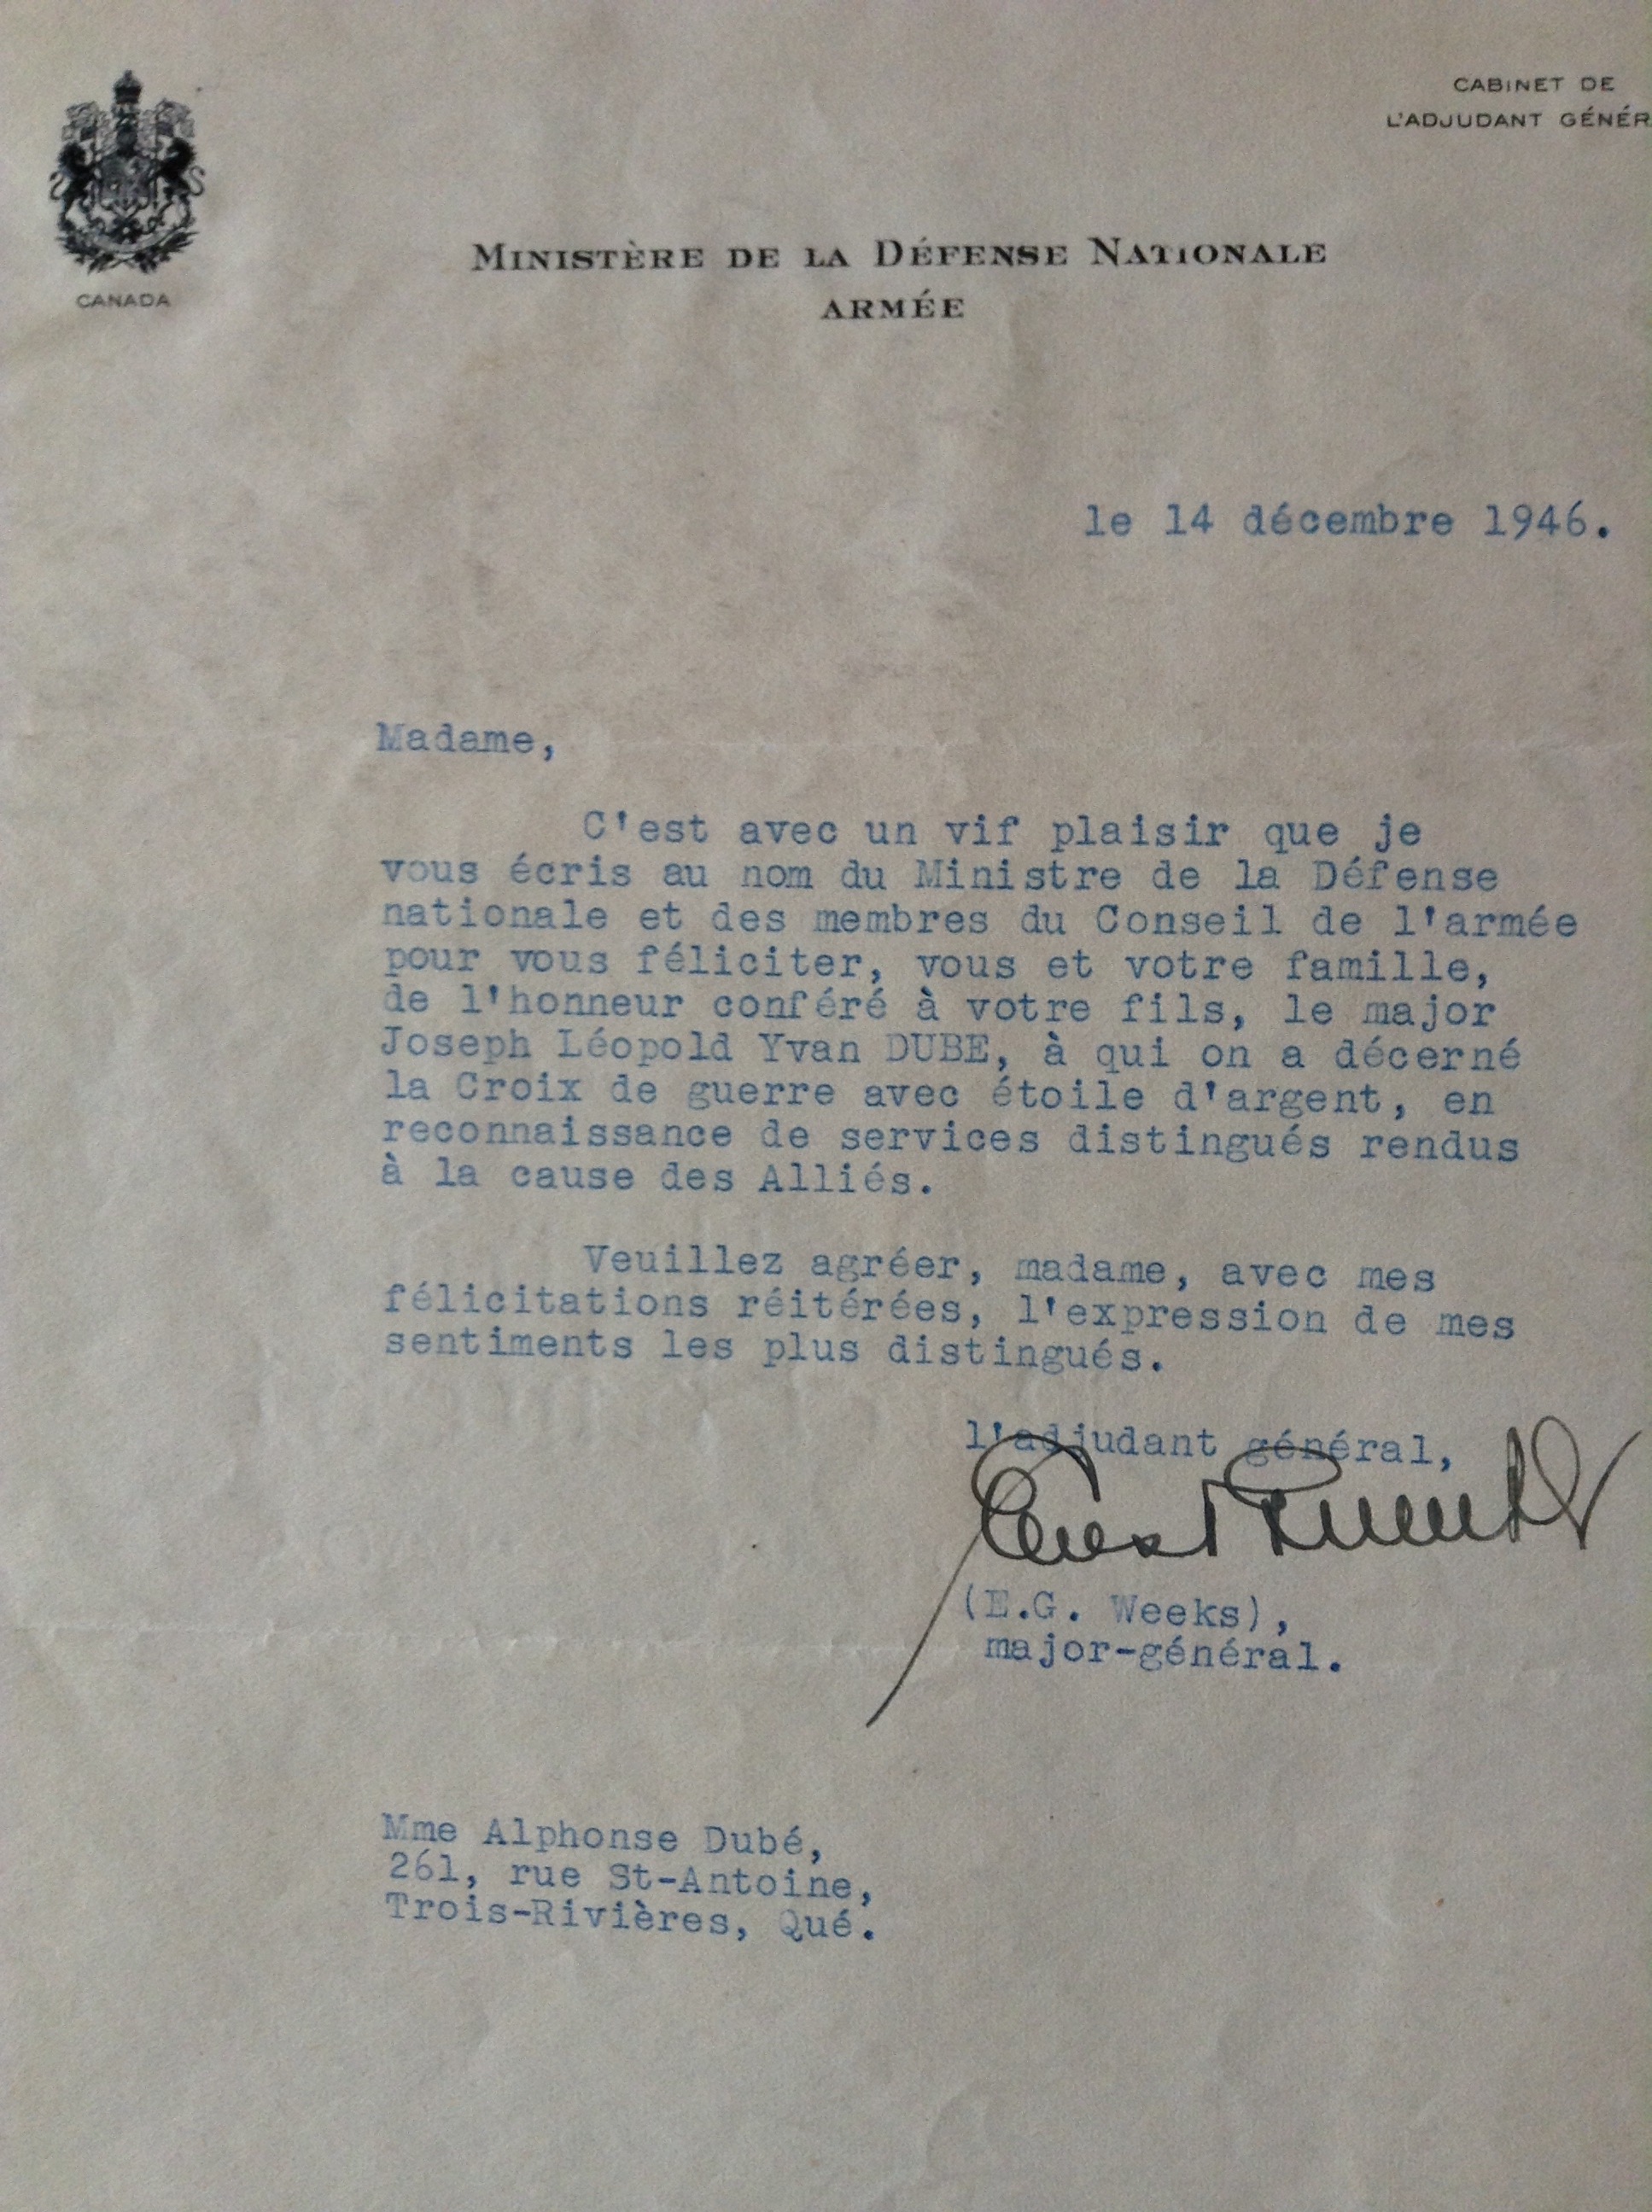 CABINET DE
L'ADJUDANT GÉNÉR
CANADA
MINISTÈRE DE LA DÉFENSE NATIONALE
ARMÉE
le 14 décembre 1946.
Madame,
C'est avec un vif plaisir que je
vous écris au nom du Ministre de la Défense
nationale et des membres du Conseil de l'armée
pour vous féliciter, vous et votre famille,
de l'honneur conféré à votre fils, le major
Joseph Léopold Yvan DUBE, à qui on a décerné
la Croix de guerre avec étoile d'argent, en
reconnaissance de services distingués rendus
à la cause des Alliés.
Veuillez agréer, madame, avec mes
félicitations réitérées, l'expression de mes
sentiments les plus distingués.
l'adjudant général,
(E.G. Weeks),
major-général.
Mme Alphonse Dubé,
261, rue St-Antoine,
Trois-Rivières, Qué.